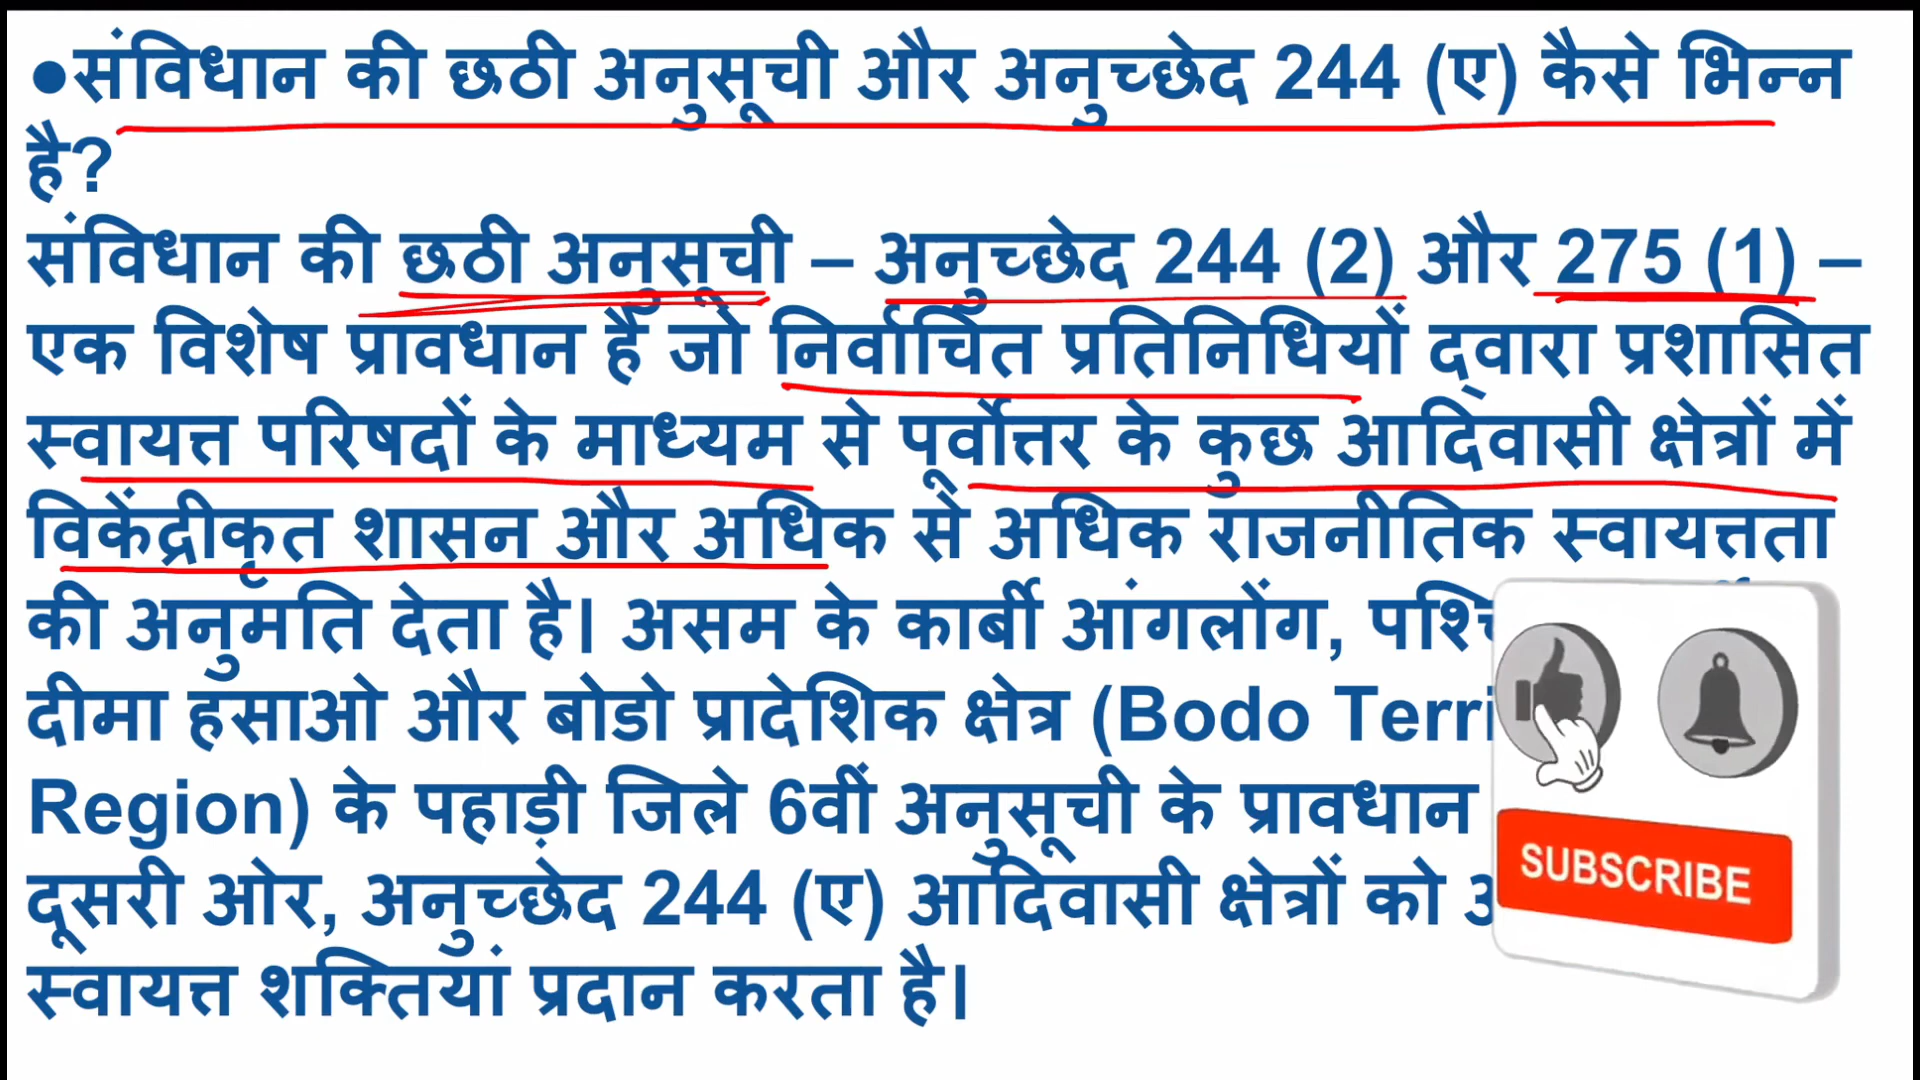 ●संविधान की छठी अनुसूची और अनुच्छेद 244 (ए) कैसे भिन्न
है?
संविधान की छठी अनुसूची – अनुच्छेद 244 (2) और 275 (1) –
एक विशेष प्रावधान है जो निर्वाचित प्रतिनिधियों द्वारा प्रशासित
स्वायत्त परिषदों के माध्यम से पूर्वोत्तर के कुछ आदिवासी क्षेत्रों में
विकेंद्रीकृत शासन और अधिक से अधिक राजनीतिक स्वायत्तता
की अनुमति देता है। असम के कार्बी आंगलोंग,
दीमा हसाओ और बोडो प्रादेशिक क्षेत्र (Bodo
Region) के पहाड़ी जिले 6वीं अनुसूची के प्रावधान
दूसरी ओर, अनुच्छेद 244 (ए) आदिवासी क्षेत्रों को
स्वायत्त शक्तियां प्रदान करता है।
SUBSCRIBE